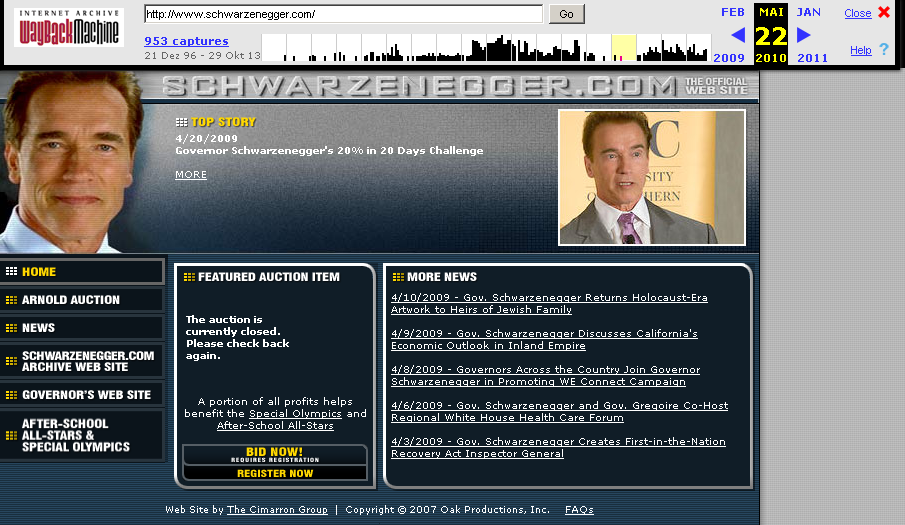 INTERNET ARCHIVE
WayBackMachine
http://www.schwarzenegger.com/
Go
953 captures
21 Dez 96 - 29 Okt 13
FEB MAI JAN
22
2009 2010 2011
Close
Help ?
SCHWARZENEGGER.COM
THE OFFICIAL
WEB SITE
TOP STORY
4/20/2009
Governor Schwarzenegger's 20% in 20 Days Challenge
MORE
C
SITY
HERN
HOME
ARNOLD AUCTION
NEWS
SCHWARZENEGGER.COM
ARCHIVE WEB SITE
GOVERNOR'S WEB SITE
AFTER-SCHOOL
ALL-STARS &
SPECIAL OLYMPICS
FEATURED AUCTION ITEM
The auction is
currently closed.
Please check back
again.
A portion of all profits helps
benefit the Special Olympics and
After-School All-Stars
BID NOW!
REQUIRES REGISTRATION
REGISTER NOW
MORE NEWS
4/10/2009 - Gov. Schwarzenegger Returns Holocaust-Era
Artwork to Heirs of Jewish Family
4/9/2009 - Gov. Schwarzenegger Discusses California's
Economic Outlook in Inland Empire
4/8/2009 - Governors Across the Country Join Governor
Schwarzenegger in Promoting WE Connect Campaign
4/6/2009 - Gov. Schwarzenegger and Gov. Gregoire Co-Host
Regional White House Health Care Forum
4/3/2009 - Gov. Schwarzenegger Creates First-in-the-Nation
Recovery Act Inspector General
Web Site by The Cimarron Group | Copyright © 2007 Oak Productions, Inc. FAQs